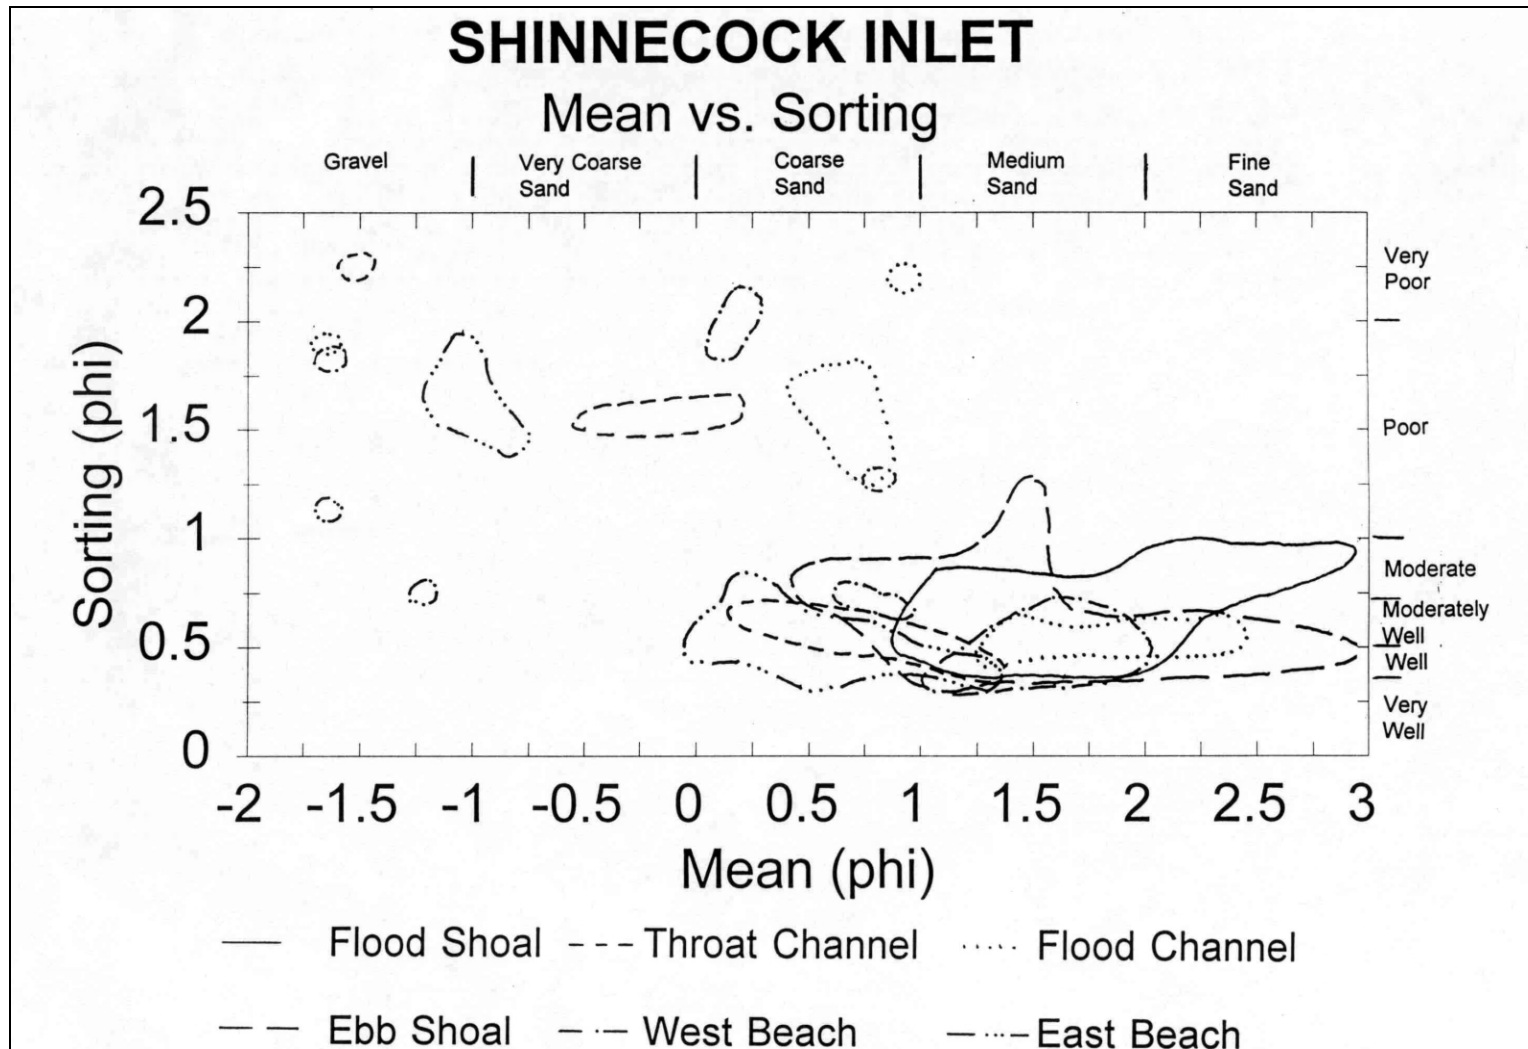 SHINNECOCK INLET
Mean vs. Sorting
Gravel
Very Coarse
Sand
Coarse
Sand
Medium
Sand
Fine
Sand
2.5
2
1.5
1
0.5
0
Sorting (phi)
Very
Poor
Poor
Moderate
Moderately
Well
Well
Very
Well
-2 -1.5 -1 -0.5 0 0.5 1 1.5 2 2.5 3
Mean (phi)
Flood Shoal Throat Channel Flood Channel
Ebb Shoal West Beach East Beach